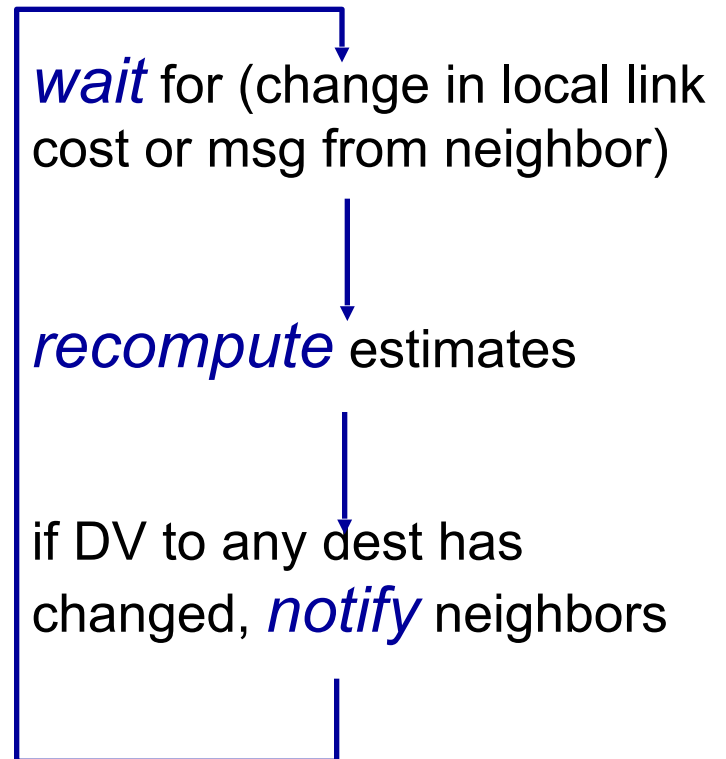 wait for (change in local link
cost or msg from neighbor)
recompute estimates
if DV to any dest has
changed, notify neighbors